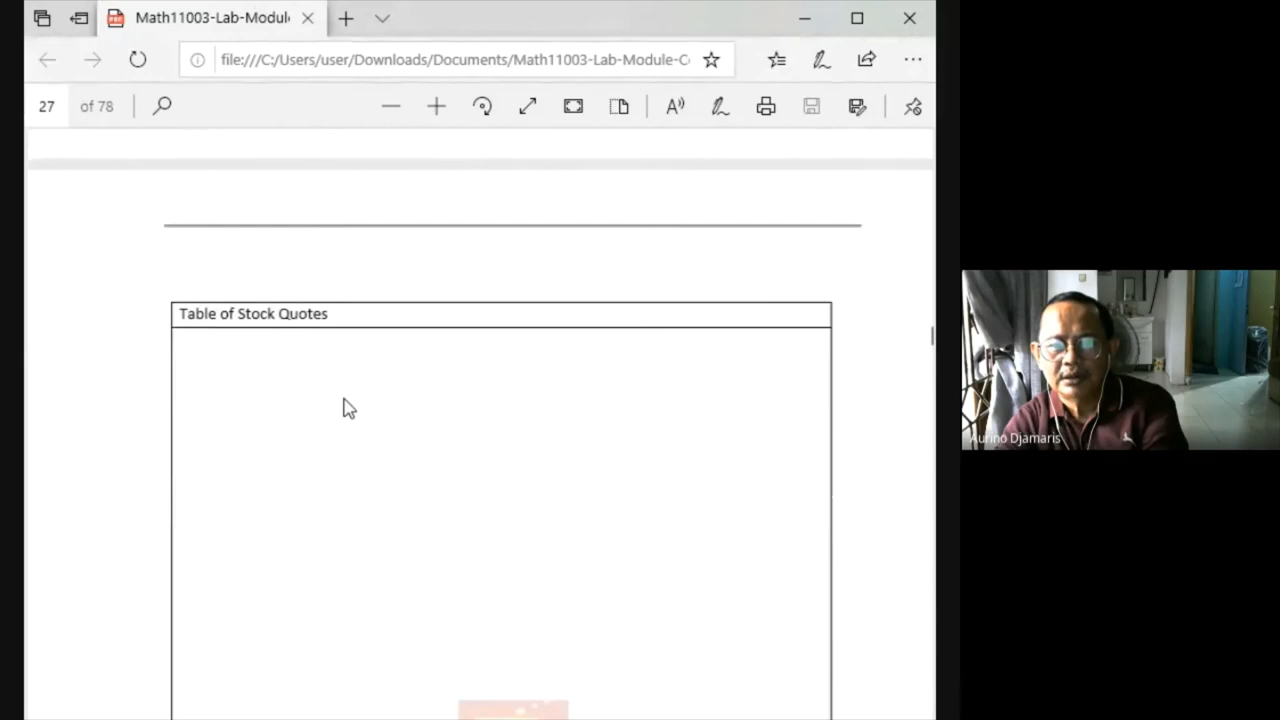 Math11003-Lab-Modul
file:///C:/Users/user/Downloads/Documents/Math11003-Lab-Module-C
27 of 78
Table of Stock Quotes
Aurino Djamaris